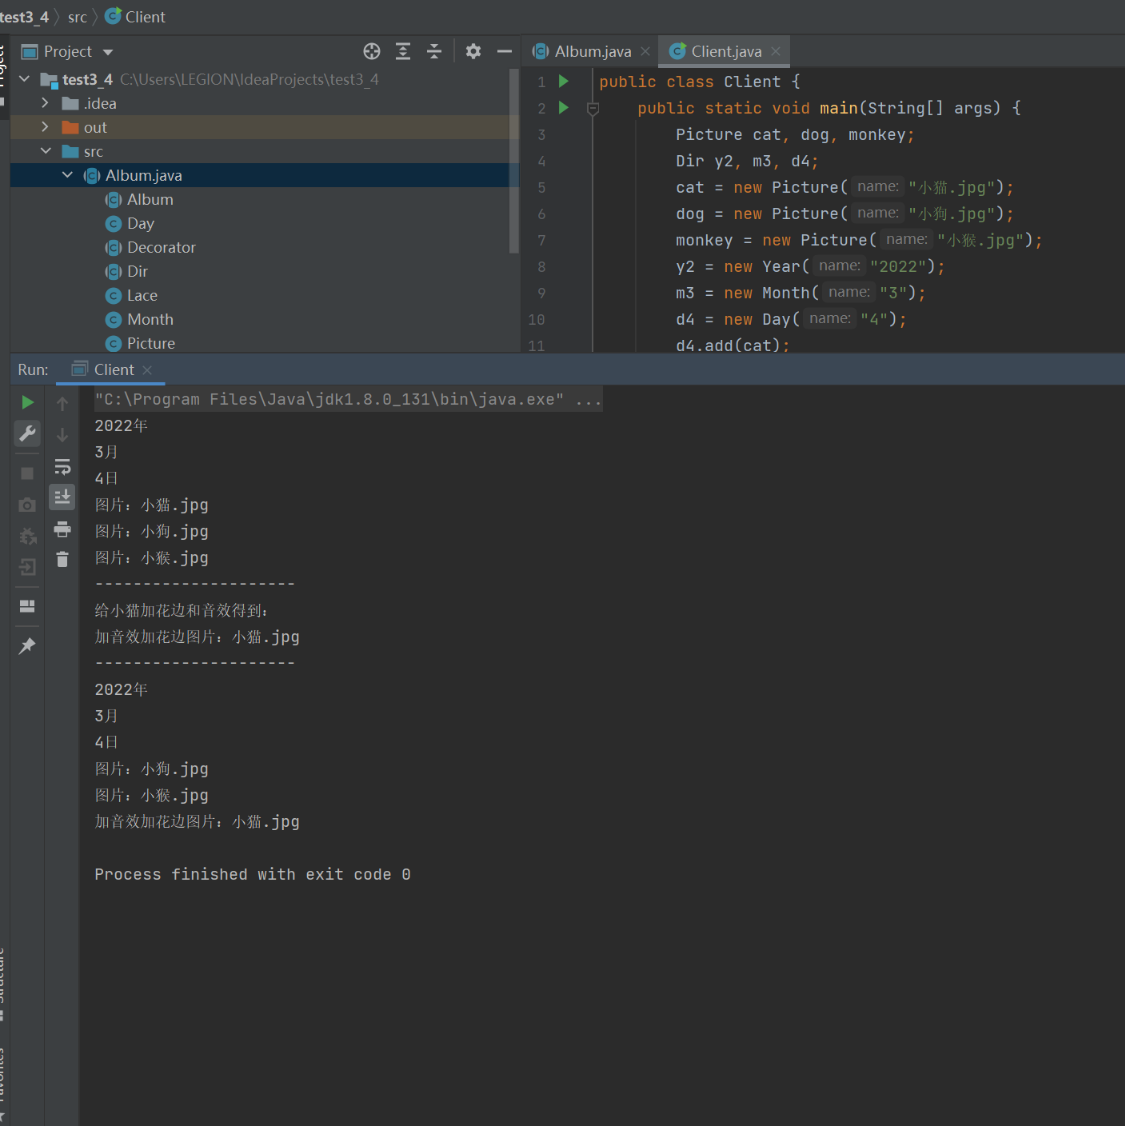 test3_4 src Client
Project
Album.java Client.java
test3_4 C:\Users\LEGION\IdeaProjects\test3_4
.idea
out
src
Album.java
Album
Day
Decorator
Dir
Lace
Month
Picture
1 public class Client {
2 public static void main(String[] args) {
3 Picture cat, dog, monkey;
4 Dir y2, m3, d4;
5 cat = new Picture( name: "小猫.jpg");
6 dog = new Picture( name: "小狗.jpg");
7 monkey = new Picture( name: "小猴.jpg");
8 y2 = new Year( name: "2022");
9 m3 = new Month( name: "3");
10 d4 = new Day( name: "4");
11 d4.add(cat);
Run: Client
"C:\Program Files\Java\jdk1.8.0_131\bin\java.exe" ...
2022年
3月
4日
图片: 小猫.jpg
图片: 小狗.jpg
图片: 小猴.jpg
---------------------
给小猫加花边和音效得到:
加音效加花边图片: 小猫.jpg
---------------------
2022年
3月
4日
图片: 小狗.jpg
图片: 小猴.jpg
加音效加花边图片: 小猫.jpg
Process finished with exit code 0